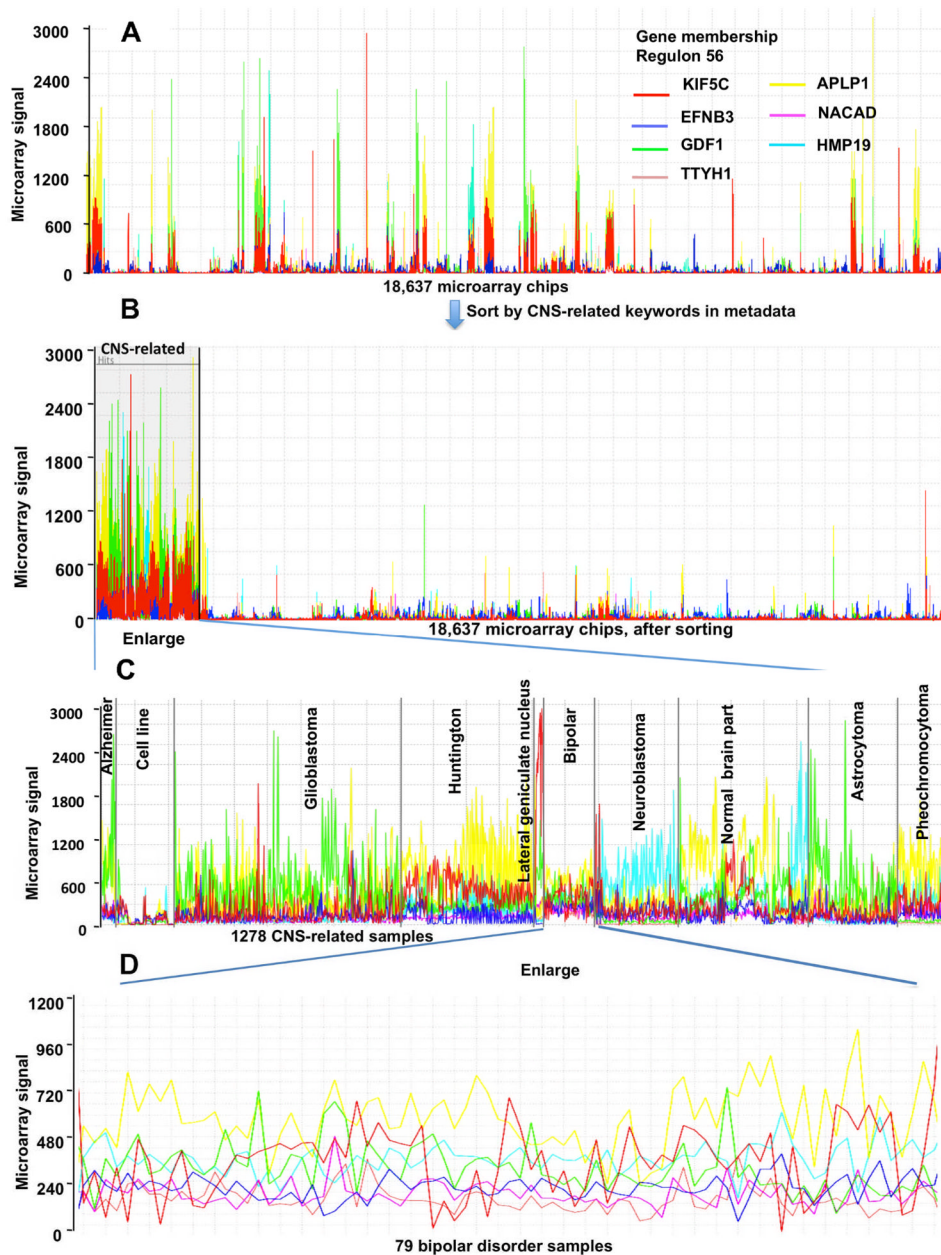 A
Microarray signal
3000
2400
1800
1200
600
0
Gene membership
Regulon 56
KIF5C
EFNB3
GDF1
TTYH1
APLP1
NACAD
HMP19
18,637 microarray chips
Sort by CNS-related keywords in metadata
B
CNS-related
Hits
Microarray signal
3000
2400
1800
1200
600
0
Enlarge
18,637 microarray chips, after sorting
C
Microarray signal
3000
2400
1800
1200
600
0
Alzhemer
Cell line
Glioblastoma
Huntington
Lateral geniculate nucleus
Bipolar
Neuroblastoma
Normal brain part
Astrocytoma
Pheochromocytoma
1278 CNS-related samples
D
Enlarge
Microarray signal
1200
960
720
480
240
0
79 bipolar disorder samples